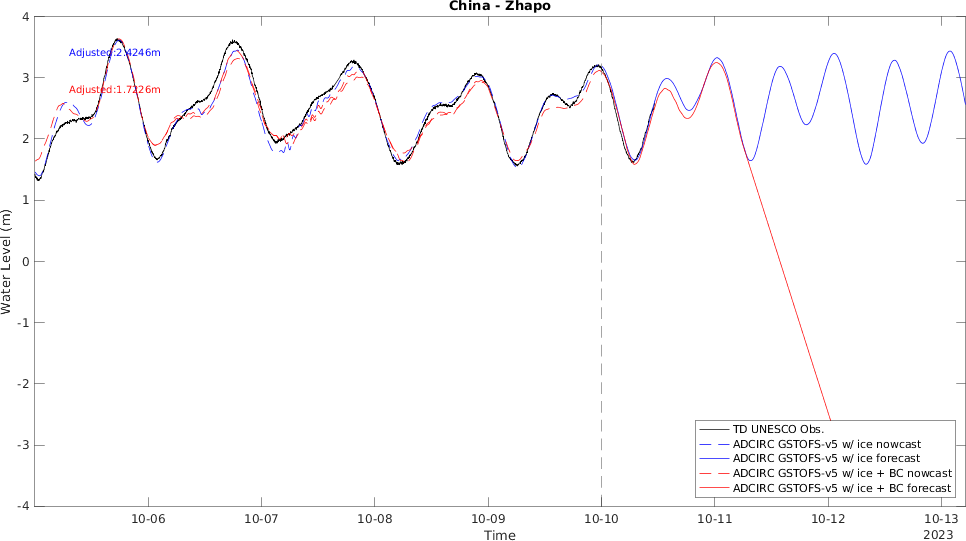 China - Zhapo
Adjusted:2.4246m
Adjusted:1.7226m
Water Level (m)
4
3
2
1
0
-1
-2
-3
-4
TD UNESCO Obs.
ADCIRC GSTOFS-v5 w/ ice nowcast
ADCIRC GSTOFS-v5 w/ ice forecast
ADCIRC GSTOFS-v5 w/ ice + BC nowcast
ADCIRC GSTOFS-v5 w/ ice + BC forecast
10-06 10-07 10-08 10-09 10-10 10-11 10-12 10-13
Time
2023